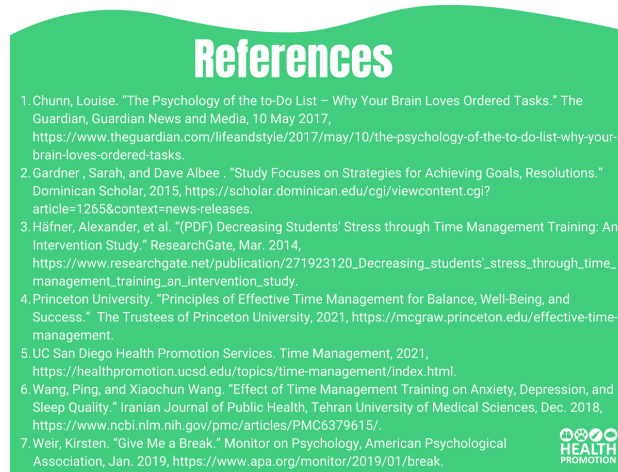 References
1. Chunn, Louise. “The Psychology of the to-Do List – Why Your Brain Loves Ordered Tasks.” The
Guardian, Guardian News and Media, 10 May 2017,
https://www.theguardian.com/lifeandstyle/2017/may/10/the-psychology-of-the-to-do-list-why-your-
brain-loves-ordered-tasks.
2. Gardner , Sarah, and Dave Albee . “Study Focuses on Strategies for Achieving Goals, Resolutions.”
Dominican Scholar, 2015, https://scholar.dominican.edu/cgi/viewcontent.cgi?
article=1265&context=news-releases.
3. Häfner, Alexander, et al. “(PDF) Decreasing Students' Stress through Time Management Training: An
Intervention Study.” ResearchGate, Mar. 2014,
https://www.researchgate.net/publication/271923120_Decreasing_students'_stress_through_time_
management_training_an_intervention_study.
4. Princeton University. “Principles of Effective Time Management for Balance, Well-Being, and
Success.” The Trustees of Princeton University, 2021, https://mcgraw.princeton.edu/effective-time-
management.
5. UC San Diego Health Promotion Services. Time Management, 2021,
https://healthpromotion.ucsd.edu/topics/time-management/index.html.
6. Wang, Ping, and Xiaochun Wang. “Effect of Time Management Training on Anxiety, Depression, and
Sleep Quality.” Iranian Journal of Public Health, Tehran University of Medical Sciences, Dec. 2018,
https://www.ncbi.nlm.nih.gov/pmc/articles/PMC6379615/.
7. Weir, Kirsten. “Give Me a Break.” Monitor on Psychology, American Psychological
Association, Jan. 2019, https://www.apa.org/monitor/2019/01/break.
HEALTH
PROMOTION